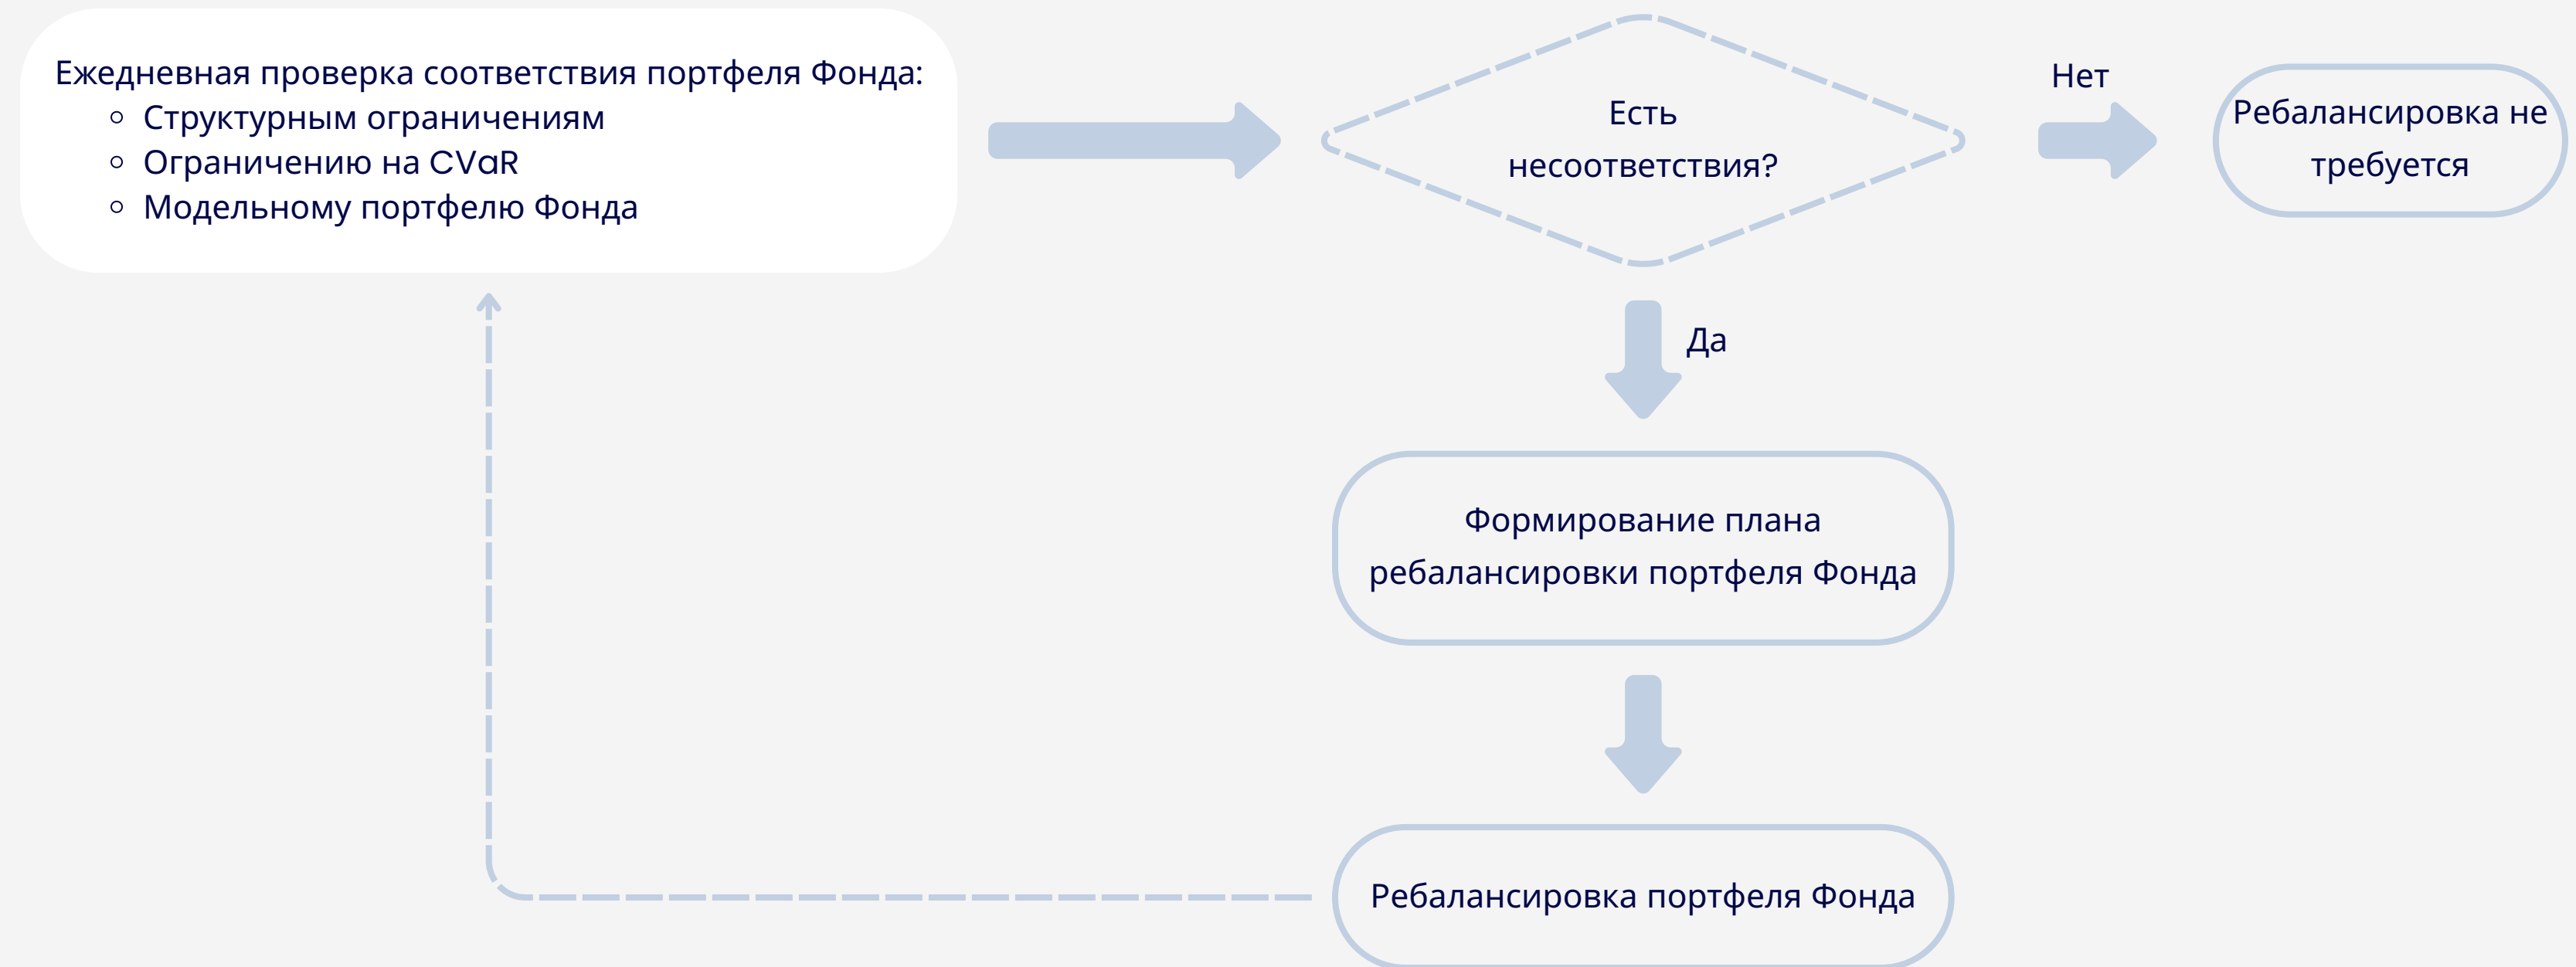 Ежедневная проверка соответствия портфеля Фонда:
Структурным ограничениям
Ограничению на CVaR
Модельному портфелю Фонда
Есть
несоответствия?
Нет
Ребалансировка не
требуется
Да
Формирование плана
ребалансировки портфеля Фонда
Ребалансировка портфеля Фонда